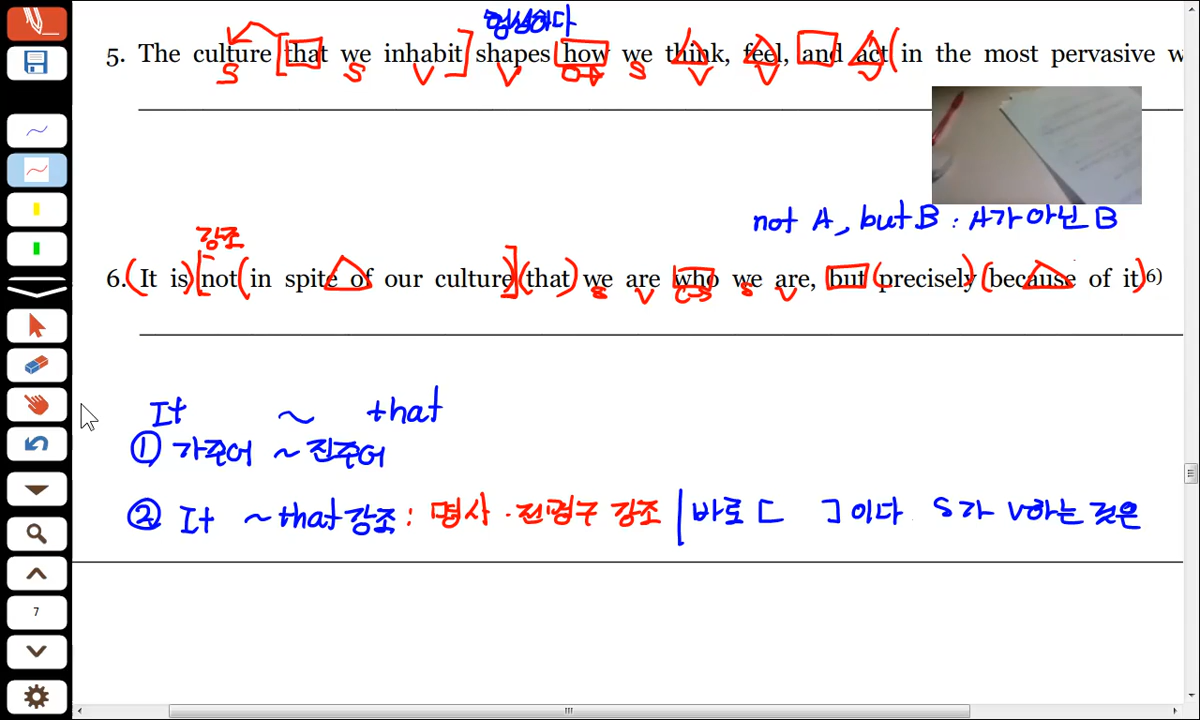 형성하다
5. The culture that we inhabit shapes how we think, feel, and act in the most pervasive w
S S V V S V V V
not A, but B : A가 아닌 B
강조
6. (It is) [not (in spite of our culture)] (that) we are who we are, but (precisely) (because of it) 6)
S V S V
It ~ that
① 가주어 ~ 진주어
② It ~ that 강조 : 명사 · 전명구 강조 | 바로 [ ] 이다 S가 V하는 것은
7